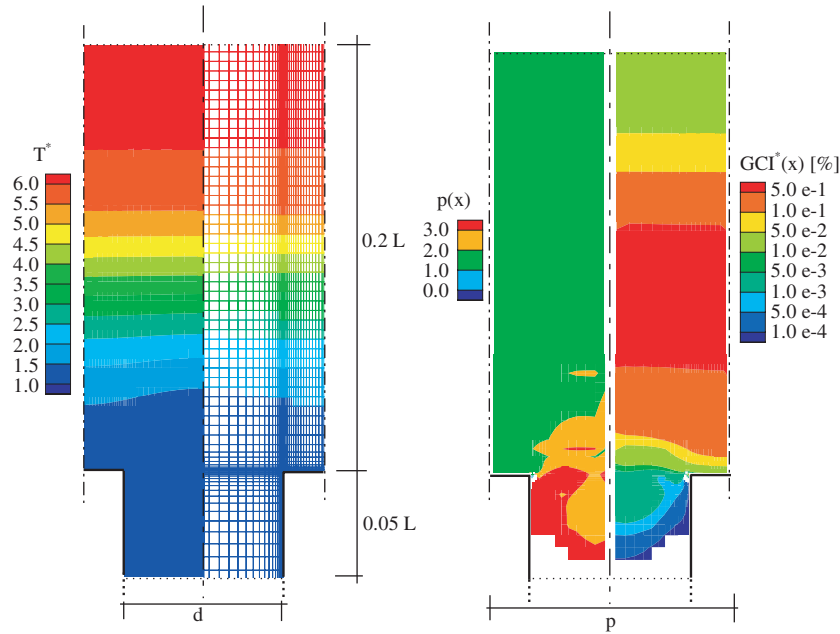 T*
6.0
5.5
5.0
4.5
4.0
3.5
3.0
2.5
2.0
1.5
1.0
0.2 L
0.05 L
d
p(x)
3.0
2.0
1.0
0.0
GCI*(x) [%]
5.0 e-1
1.0 e-1
5.0 e-2
1.0 e-2
5.0 e-3
1.0 e-3
5.0 e-4
1.0 e-4
p